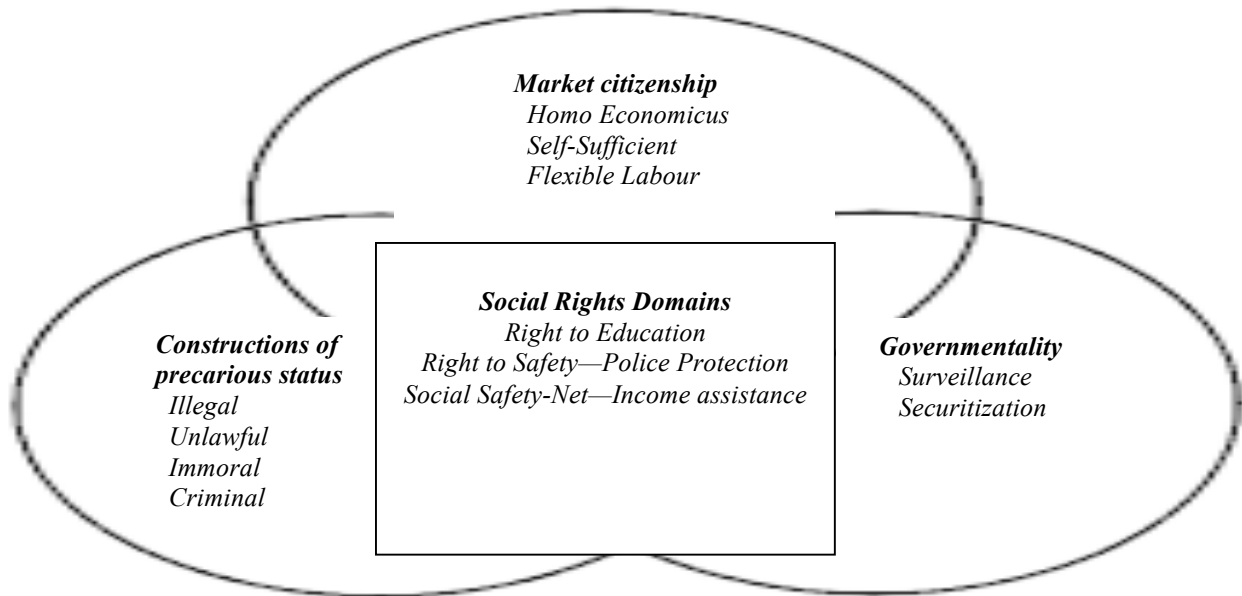 Market citizenship
Homo Economicus
Self-Sufficient
Flexible Labour
Social Rights Domains
Right to Education
Right to Safety—Police Protection
Social Safety-Net—Income assistance
Constructions of
precarious status
Illegal
Unlawful
Immoral
Criminal
Governmentality
Surveillance
Securitization